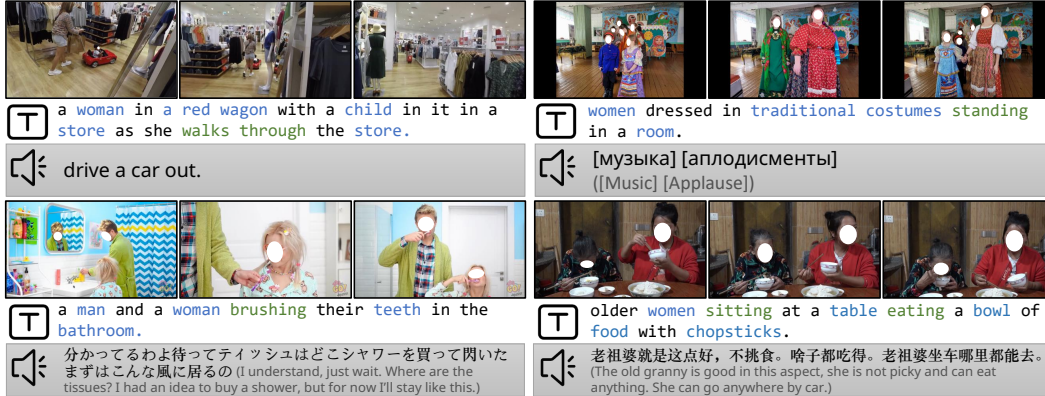 T a woman in a red wagon with a child in it in a
store as she walks through the store.
drive a car out.
T women dressed in traditional costumes standing
in a room.
[музыка] [аплодисменты]
([Music] [Applause])
T a man and a woman brushing their teeth in the
bathroom.
分かってるわよ待ってティッシュはどこシャワーを買って閃いた
まずはこんな風に居るの (I understand, just wait. Where are the
tissues? I had an idea to buy a shower, but for now I'll stay like this.)
T older women sitting at a table eating a bowl of
food with chopsticks.
老祖婆就是这点好，不挑食。啥子都吃得。老祖婆坐车哪里都能去。
(The old granny is good in this aspect, she is not picky and can eat
anything. She can go anywhere by car.)